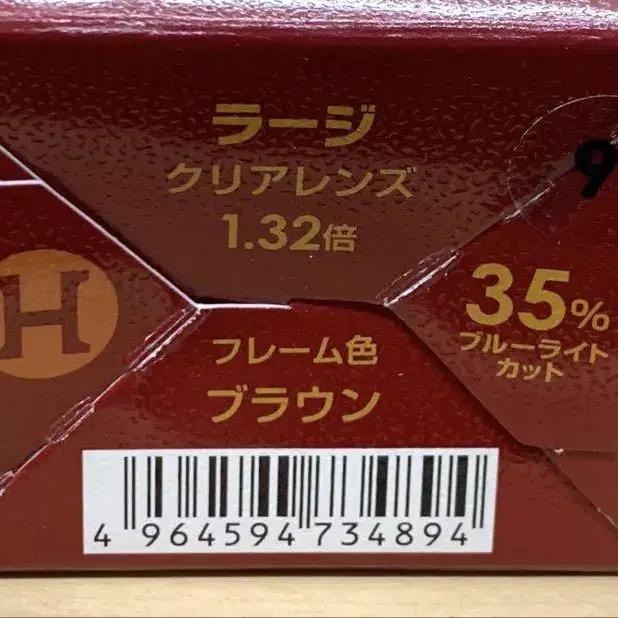 ラージ
クリアレンズ
1.32倍
9
H
35%
ブルーライト
カット
フレーム色
ブラウン
4 964594 734894